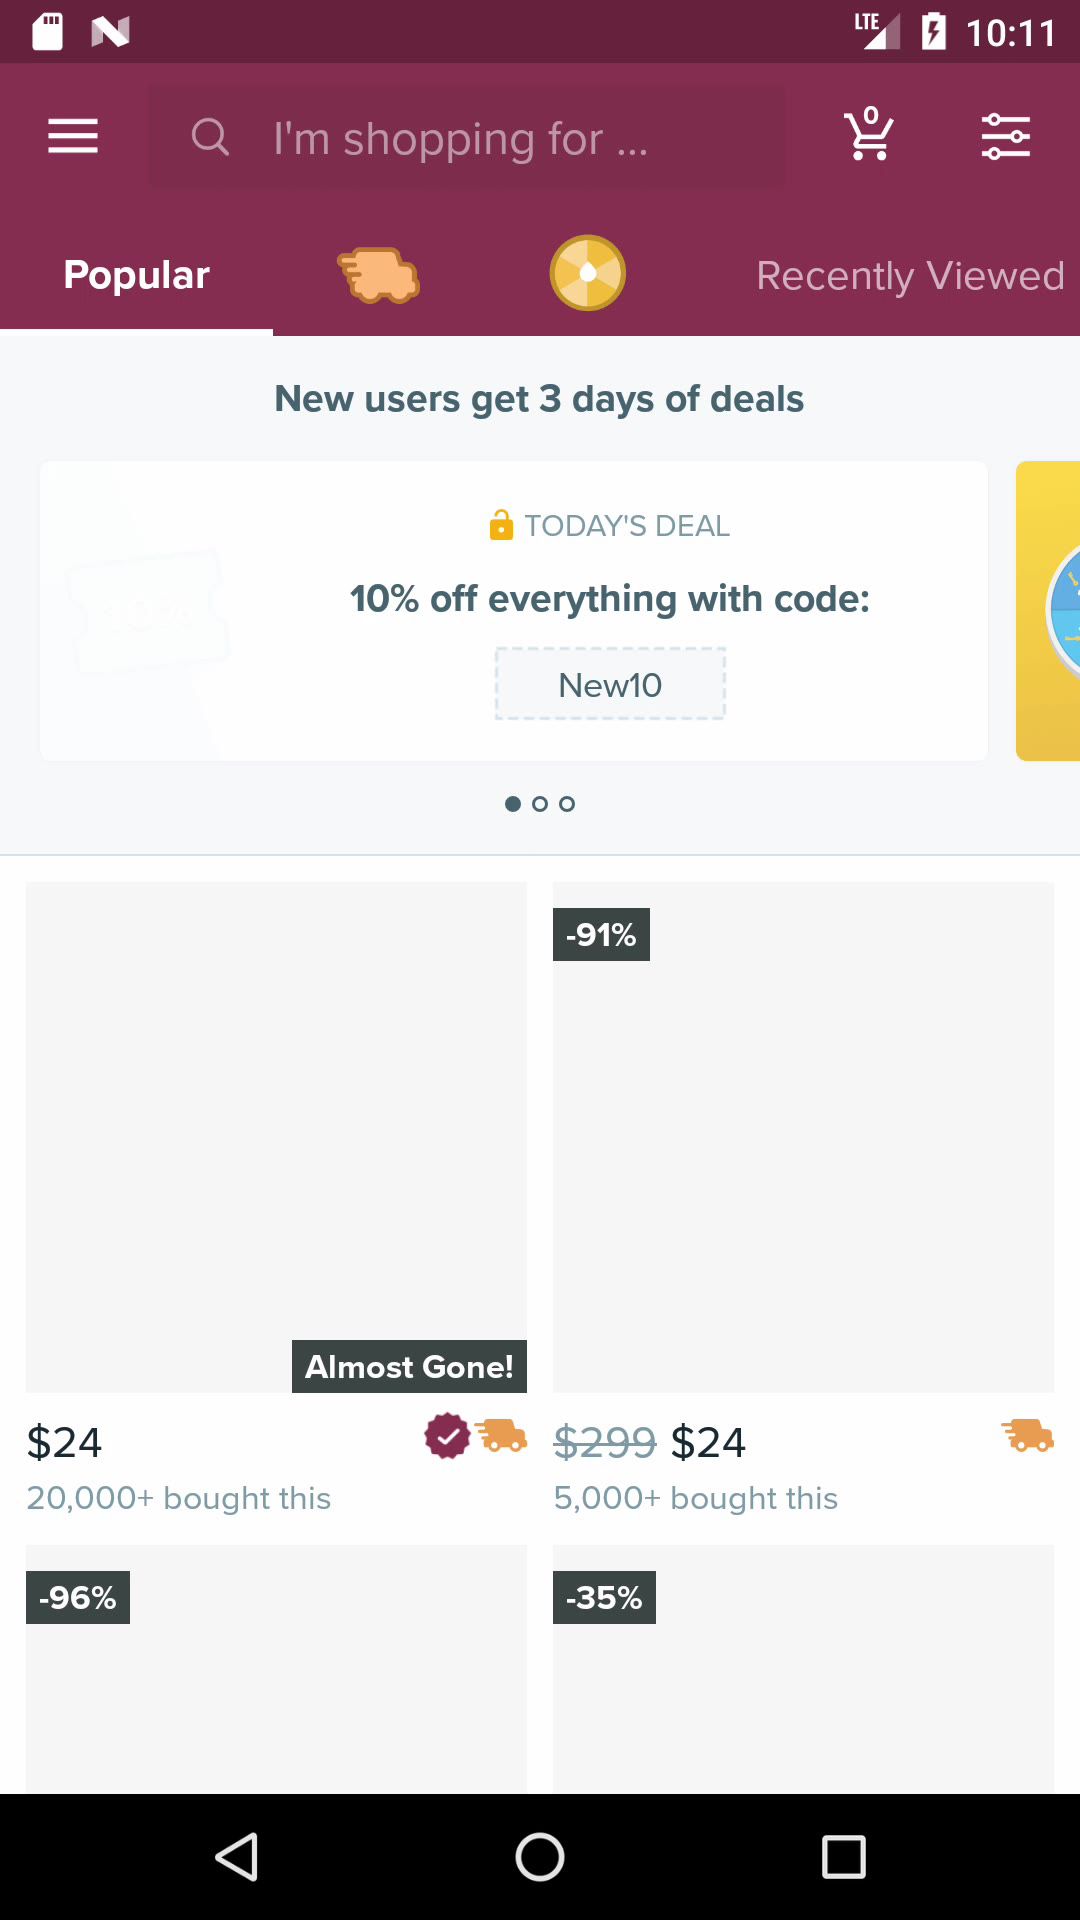 LTE 10:11
I'm shopping for ...
0
Popular
Recently Viewed
New users get 3 days of deals
TODAY'S DEAL
10% off everything with code:
New10
-91%
Almost Gone!
$24
20,000+ bought this
$299 $24
5,000+ bought this
-96%
-35%